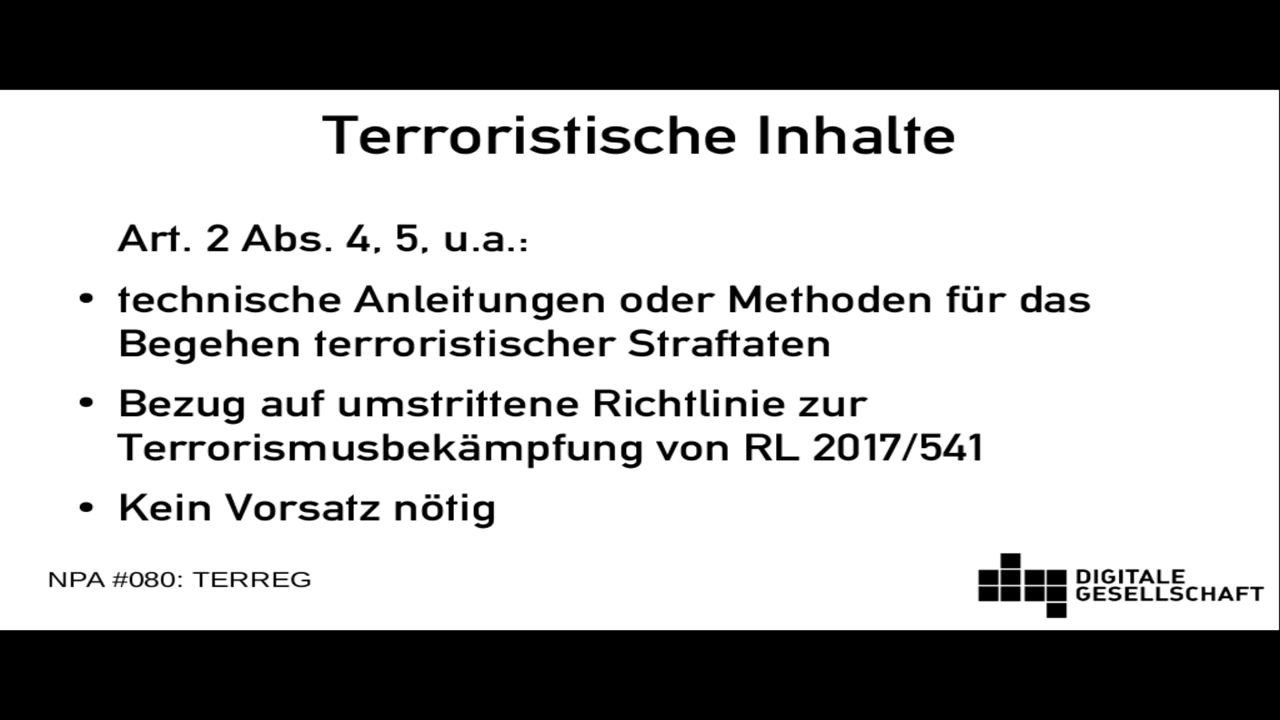 Terroristische Inhalte
Art. 2 Abs. 4, 5, u.a.:
• technische Anleitungen oder Methoden für das
Begehen terroristischer Straftaten
• Bezug auf umstrittene Richtlinie zur
Terrorismusbekämpfung von RL 2017/541
• Kein Vorsatz nötig
NPA #080: TERREG
DIGITALE
GESELLSCHAFT